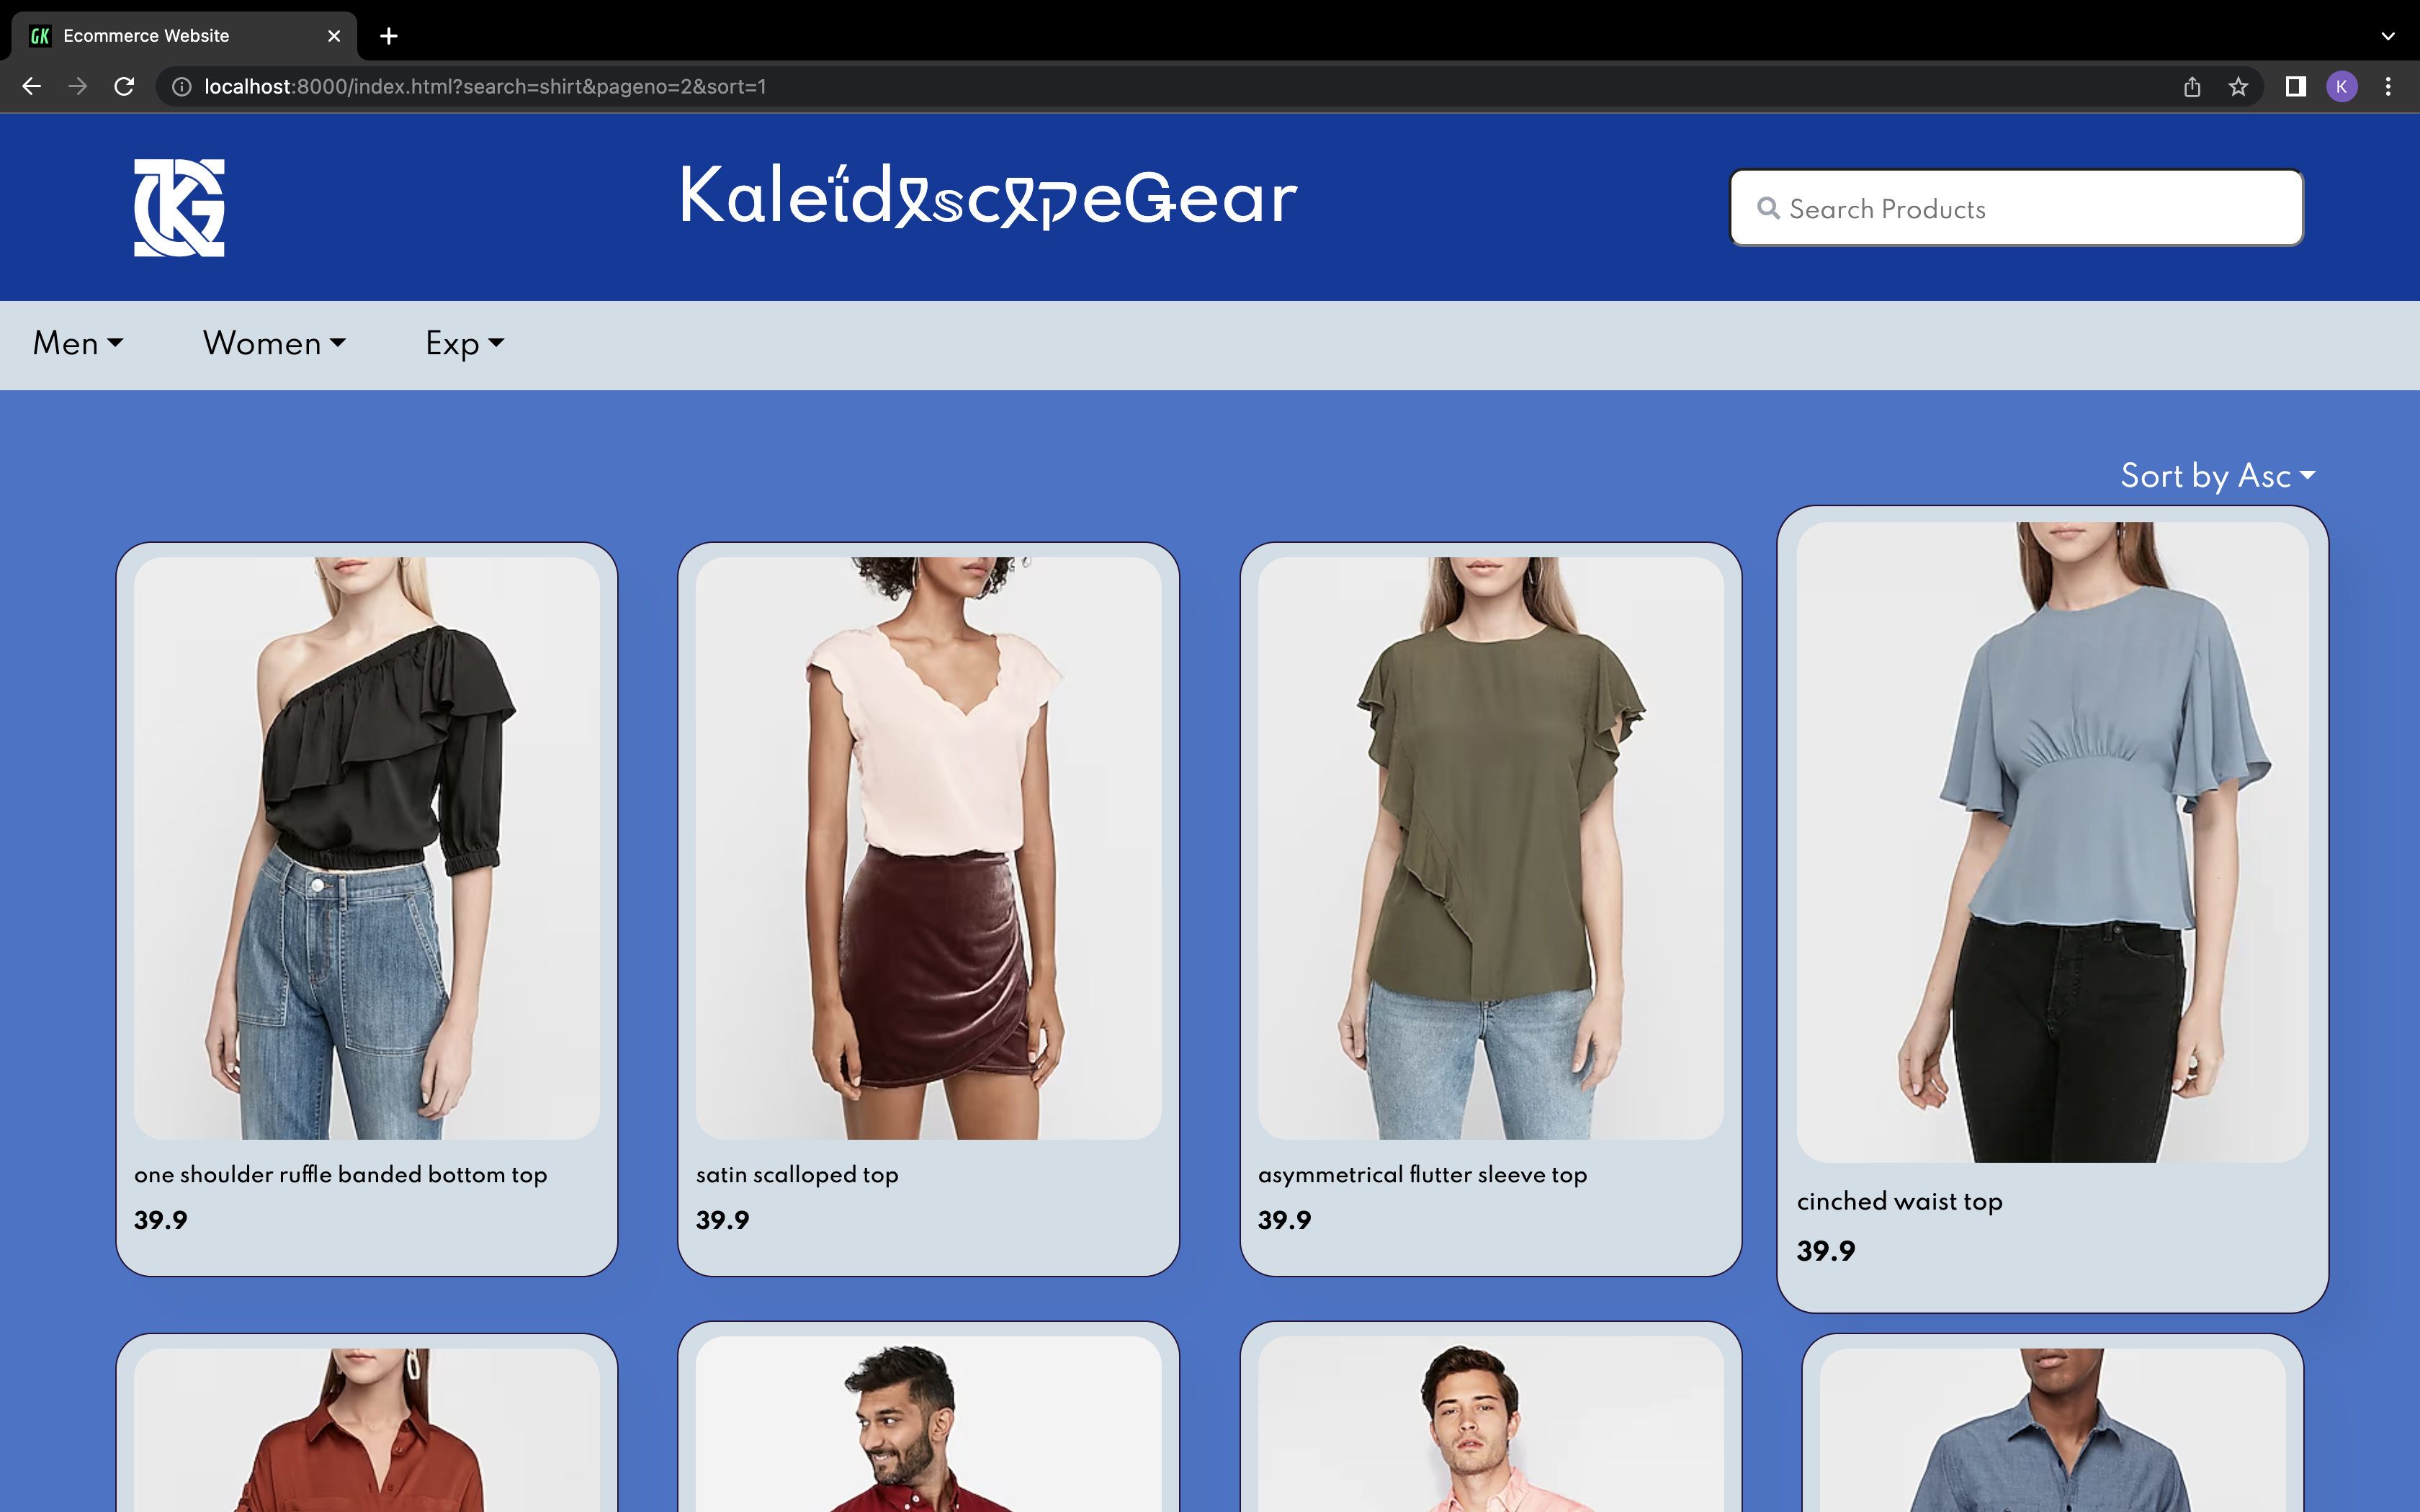 GK Ecommerce Website
localhost:8000/index.html?search=shirt&pageno=2&sort=1
K
KG
KaleidoscopeGear
Search Products
Men Women Exp
Sort by Asc
one shoulder ruffle banded bottom top
39.9
satin scalloped top
39.9
asymmetrical flutter sleeve top
39.9
cinched waist top
39.9